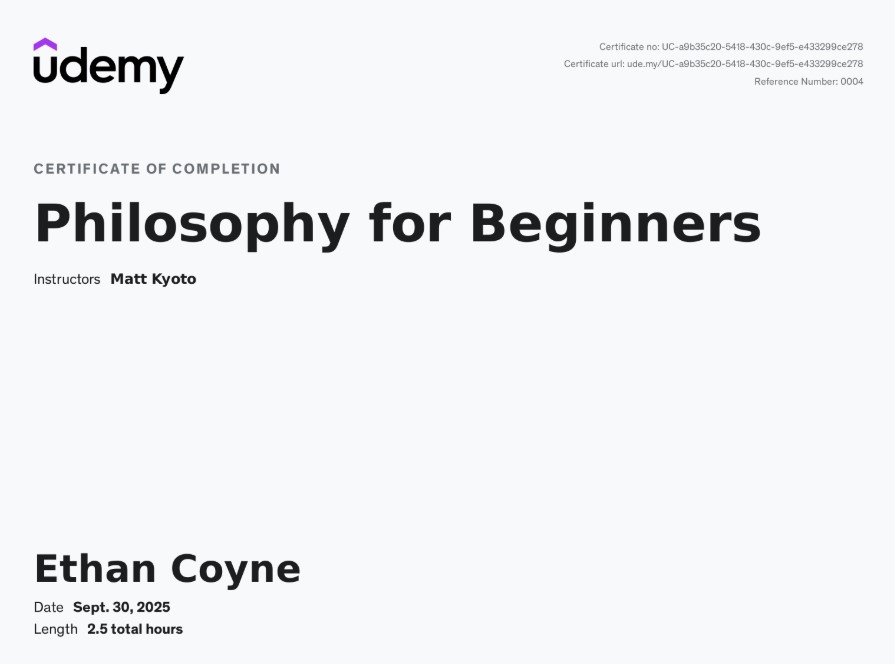 udemy
Certificate no: UC-a9b35c20-5418-430c-9ef5-e433299ce278
Certificate url: ude.my/UC-a9b35c20-5418-430c-9ef5-e433299ce278
Reference Number: 0004
CERTIFICATE OF COMPLETION
Philosophy for Beginners
Instructors Matt Kyoto
Ethan Coyne
Date Sept. 30, 2025
Length 2.5 total hours